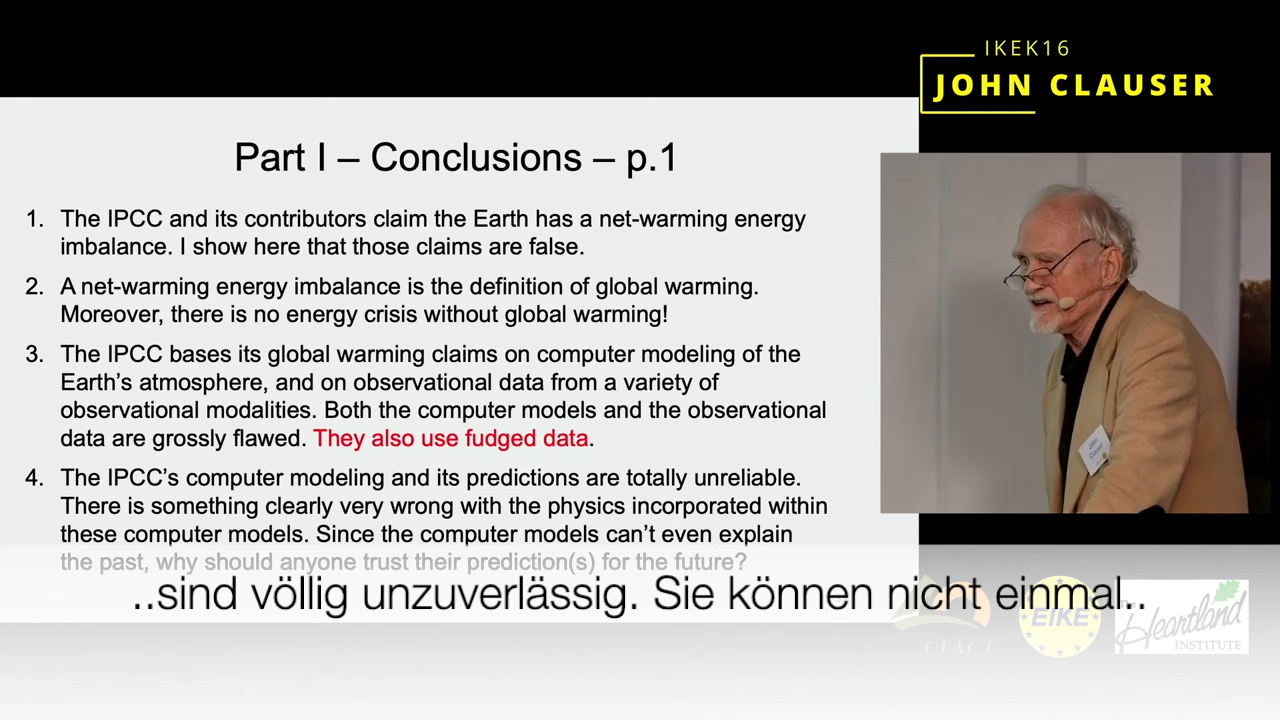 IKEK16
JOHN CLAUSER
Part I – Conclusions – p.1
1. The IPCC and its contributors claim the Earth has a net-warming energy
imbalance. I show here that those claims are false.
2. A net-warming energy imbalance is the definition of global warming.
Moreover, there is no energy crisis without global warming!
3. The IPCC bases its global warming claims on computer modeling of the
Earth's atmosphere, and on observational data from a variety of
observational modalities. Both the computer models and the observational
data are grossly flawed. They also use fudged data.
4. The IPCC's computer modeling and its predictions are totally unreliable.
There is something clearly very wrong with the physics incorporated within
these computer models. Since the computer models can't even explain
the past, why should anyone trust their prediction(s) for the future?
..sind völlig unzuverlässig. Sie können nicht einmal..
CFACT
EIKE
The Heartland
INSTITUTE
John
Clauser